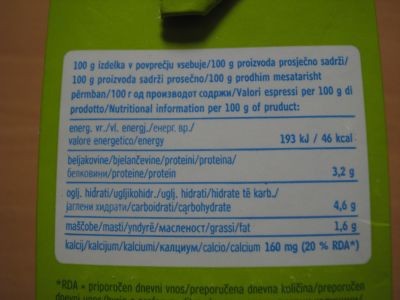 100 g izdelka v povprečju vsebuje/100 g proizvoda prosječno sadrži/
100 g proizvoda sadrži prosečno/100 g prodhim mesatarisht
përmban/100 г од производот содржи/Valori espressi per 100 g di
prodotto/Nutritional information per 100 g of pruduct:
energ. vr./vl. energj./енерг. вр./
valore energetico/energy 193 kJ / 46 kcal
beljakovine/bjelančevine/proteini/proteina/
белковини/proteine/protein 3,2 g
oglj. hidrati/ugljikohidr./uglj. hidrati/hidrate të karb./
јаглени хидрати/carboidrati/carbohydrate 4,6 g
maščobe/masti/yndyrë/масленост/grassi/fat 1,6 g
kalcij/kalcijum/kalciumi/калциум/calcio/calcium 160 mg (20 % RDA*)
*RDA = priporočen dnevni vnos/preporučena dnevna količina/preporučen
dnevni unos